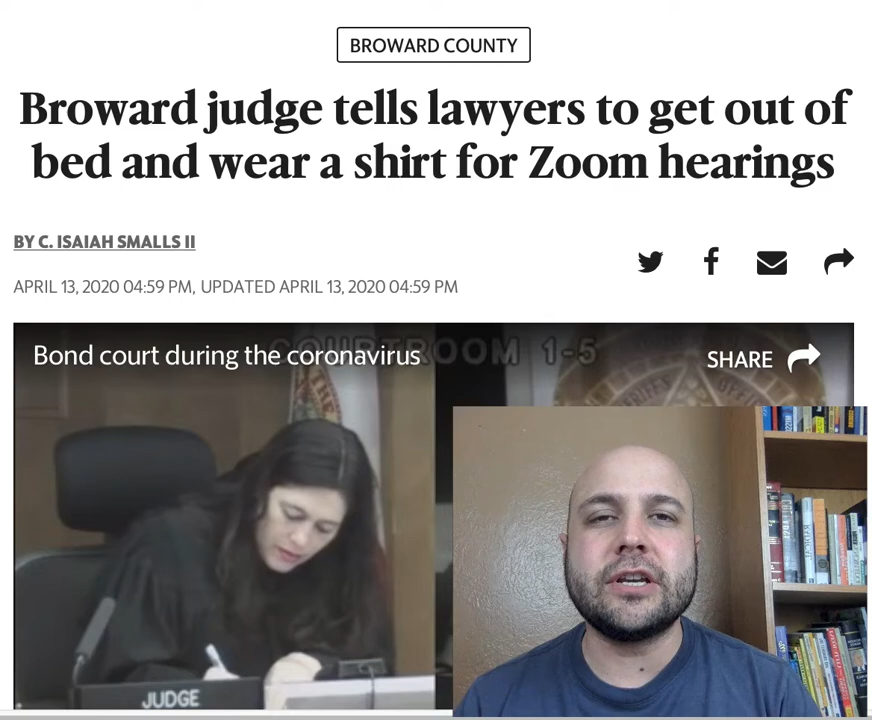 BROWARD COUNTY
Broward judge tells lawyers to get out of
bed and wear a shirt for Zoom hearings
BY C. ISAIAH SMALLS II
APRIL 13, 2020 04:59 PM, UPDATED APRIL 13, 2020 04:59 PM
Bond court during the coronavirus
COURTROOM 1-5
SHARE
THE
JUDGE